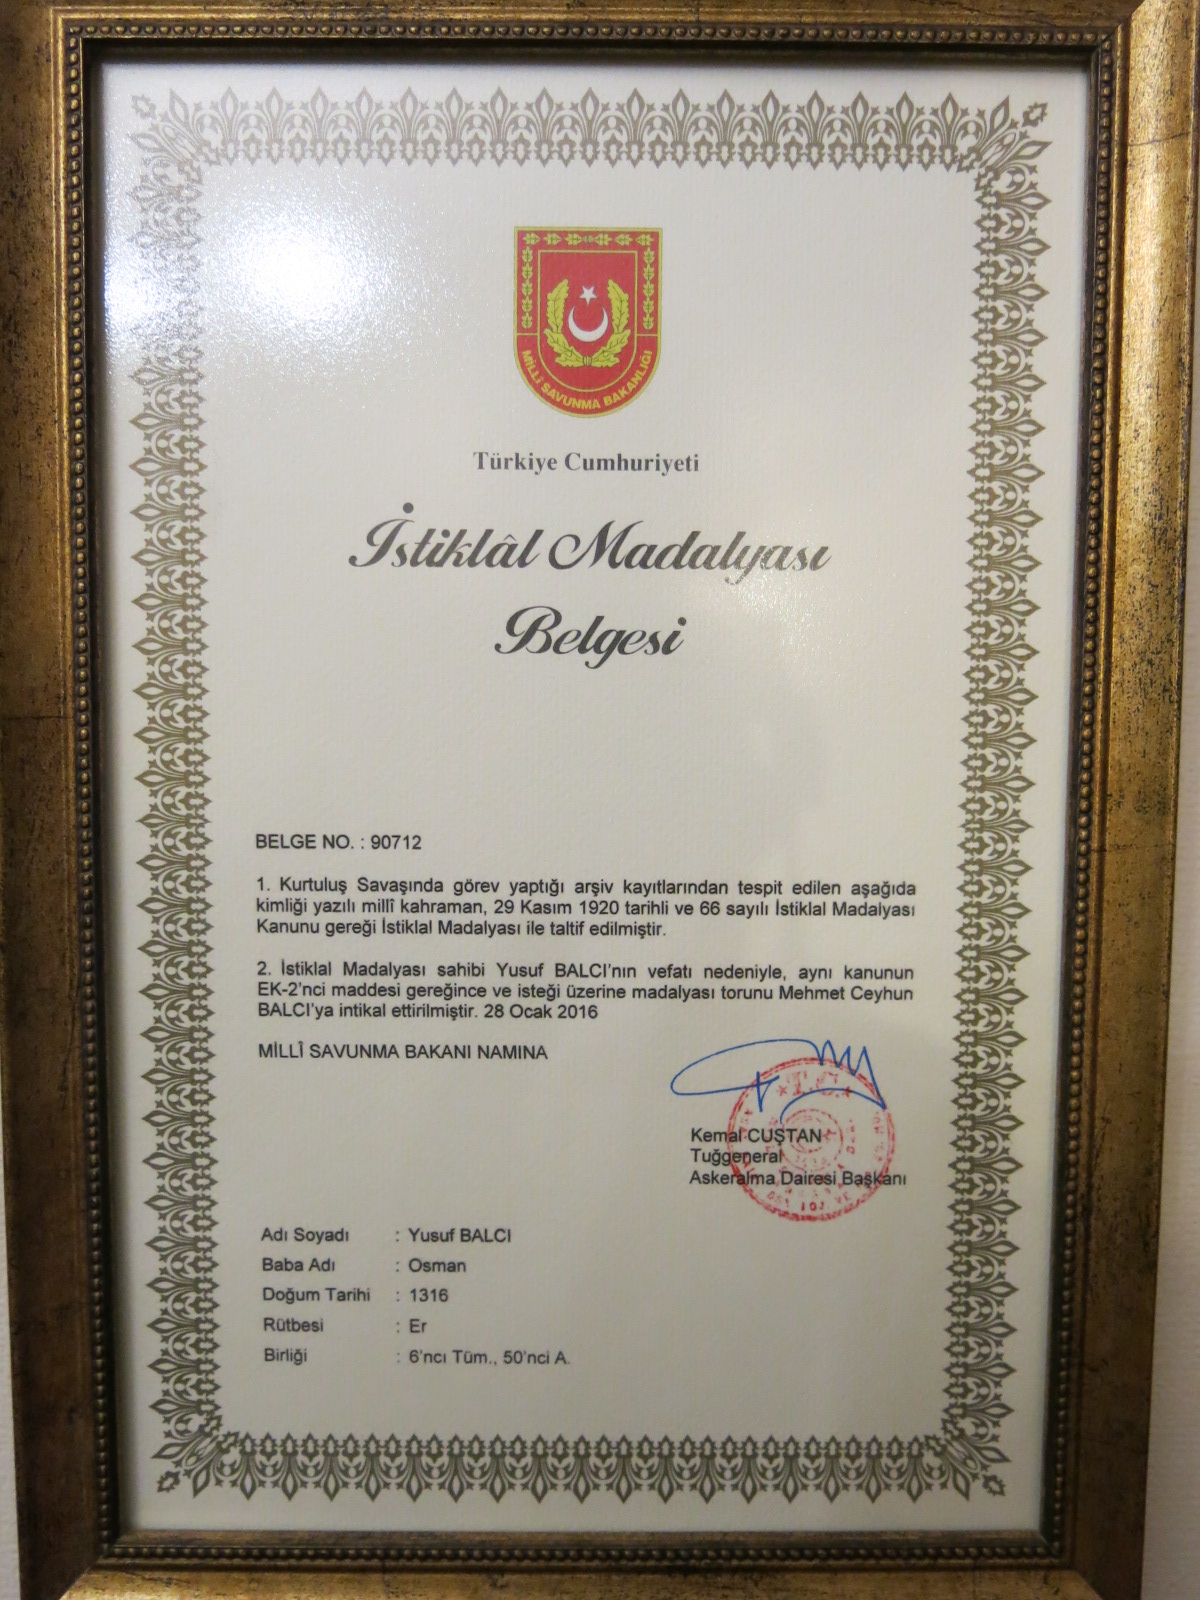 MİLLÎ SAVUNMA BAKANLIĞI
Türkiye Cumhuriyeti
İstiklâl Madalyası
Belgesi
BELGE NO. : 90712
1. Kurtuluş Savaşında görev yaptığı arşiv kayıtlarından tespit edilen aşağıda
kimliği yazılı millî kahraman, 29 Kasım 1920 tarihli ve 66 sayılı İstiklal Madalyası
Kanunu gereği İstiklal Madalyası ile taltif edilmiştir.
2. İstiklal Madalyası sahibi Yusuf BALCI'nın vefatı nedeniyle, aynı kanunun
EK-2'nci maddesi gereğince ve isteği üzerine madalyası torunu Mehmet Ceyhun
BALCI'ya intikal ettirilmiştir. 28 Ocak 2016
MİLLÎ SAVUNMA BAKANI NAMINA
T.C.
Kemal CUŞTAN
Tuğgeneral
Askeralma Dairesi Başkanı
Adı Soyadı : Yusuf BALCI
Baba Adı : Osman
Doğum Tarihi : 1316
Rütbesi : Er
Birliği : 6'ncı Tüm., 50'nci A.